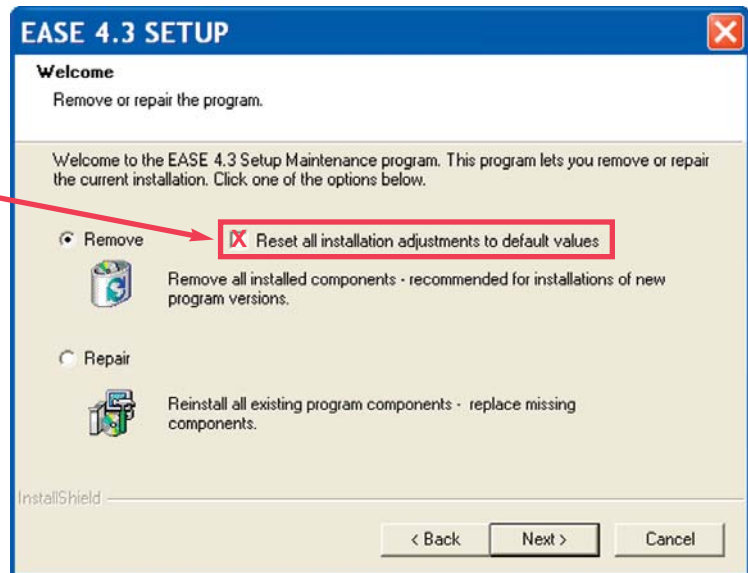 EASE 4.3 SETUP
Welcome
Remove or repair the program.
Welcome to the EASE 4.3 Setup Maintenance program. This program lets you remove or repair
the current installation. Click one of the options below.
Remove
X Reset all installation adjustments to default values
Remove all installed components - recommended for installations of new
program versions.
Repair
Reinstall all existing program components - replace missing
components.
InstallShield
< Back Next > Cancel